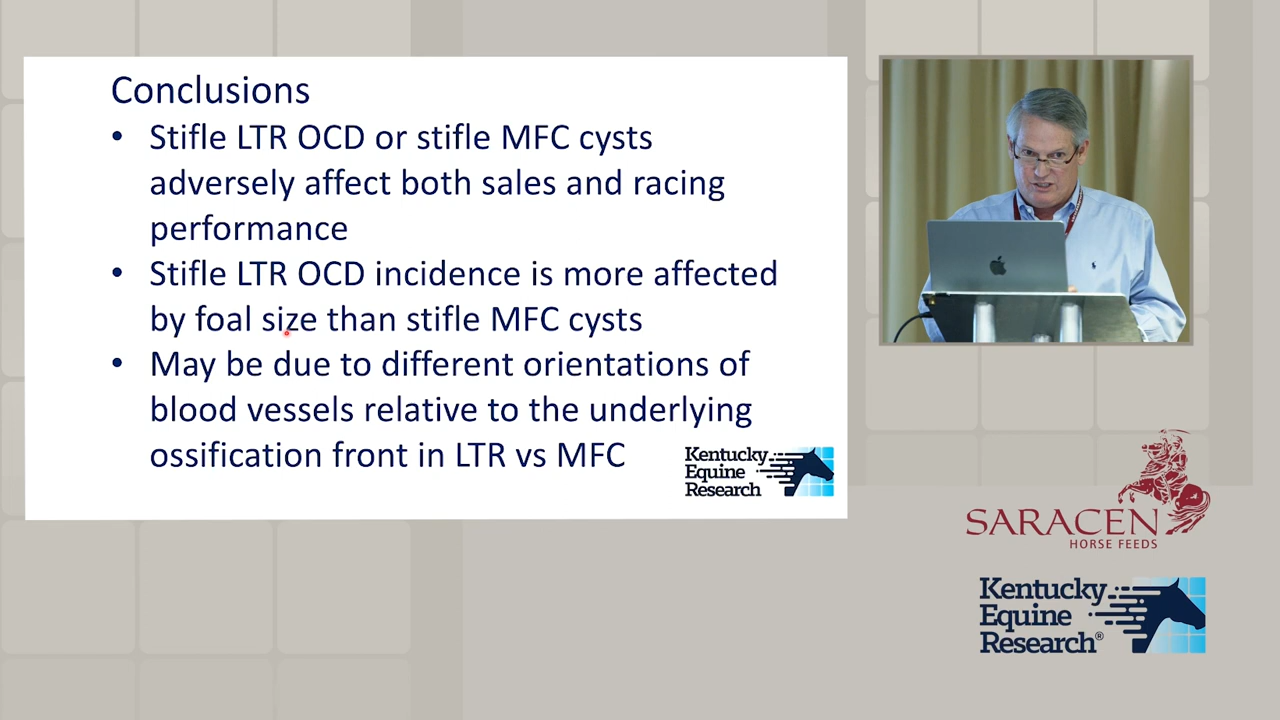 Conclusions
• Stifle LTR OCD or stifle MFC cysts
adversely affect both sales and racing
performance
• Stifle LTR OCD incidence is more affected
by foal size than stifle MFC cysts
• May be due to different orientations of
blood vessels relative to the underlying
ossification front in LTR vs MFC
Kentucky
Equine
Research
SARACEN
HORSE FEEDS
Kentucky
Equine
Research®